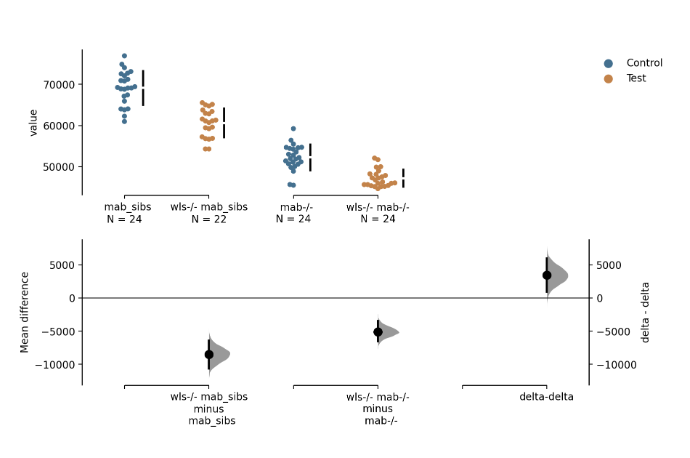 Control
Test
value
70000
60000
50000
mab_sibs
N = 24
wls-/- mab_sibs
N = 22
mab-/-
N = 24
wls-/- mab-/-
N = 24
Mean difference
5000
0
−5000
−10000
5000
0
−5000
−10000
delta - delta
wls-/- mab_sibs
minus
mab_sibs
wls-/- mab-/-
minus
mab-/-
delta-delta